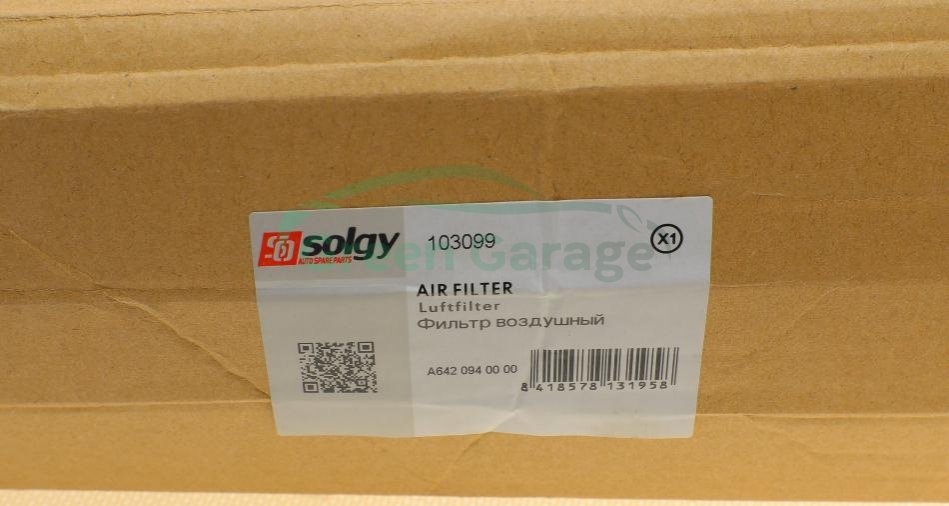 solgy
AUTO SPARE PARTS
103099
X1
Garage
AIR FILTER
Luftfilter
Фильтр воздушный
A642 094 00 00
8 418578 131958